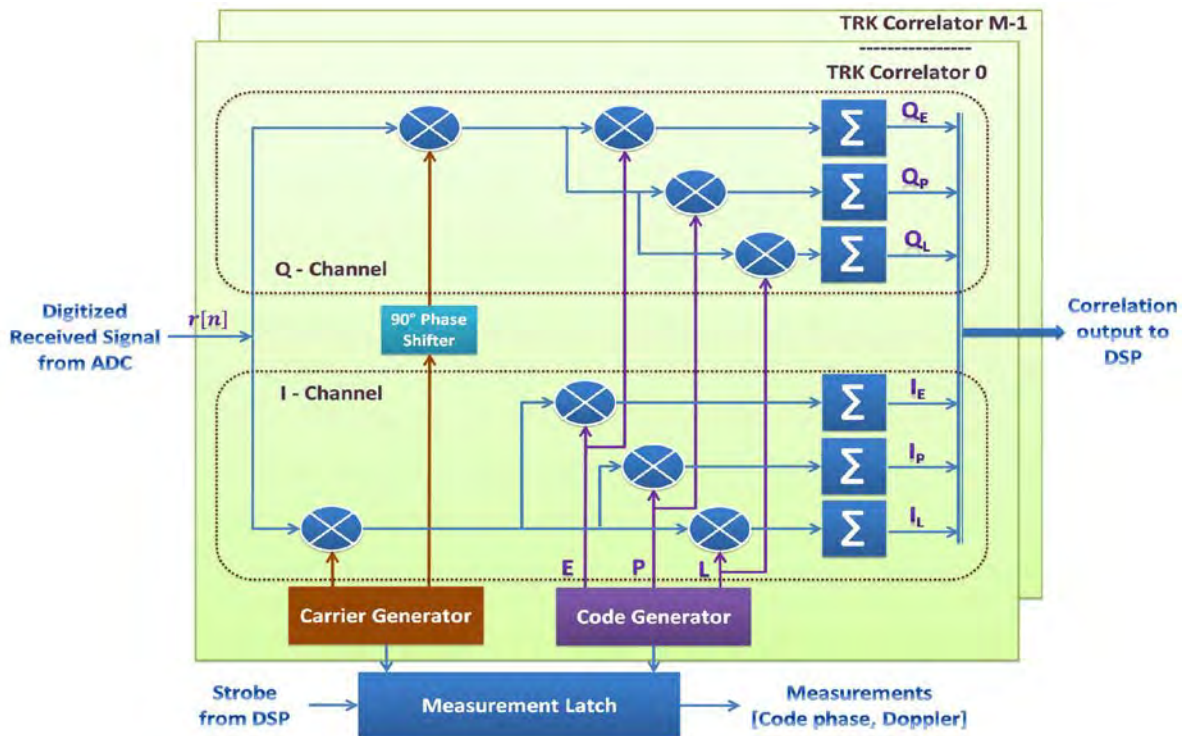 TRK Correlator M-1
----------------
TRK Correlator 0
Q_E
Σ
Q_P
Σ
Q_L
Σ
Q - Channel
Digitized
Received Signal
from ADC
r[n]
90° Phase
Shifter
Correlation
output to
DSP
I - Channel
Σ
I_E
Σ
I_P
Σ
I_L
E
P
L
Carrier Generator
Code Generator
Strobe
from DSP
Measurement Latch
Measurements
[Code phase, Doppler]